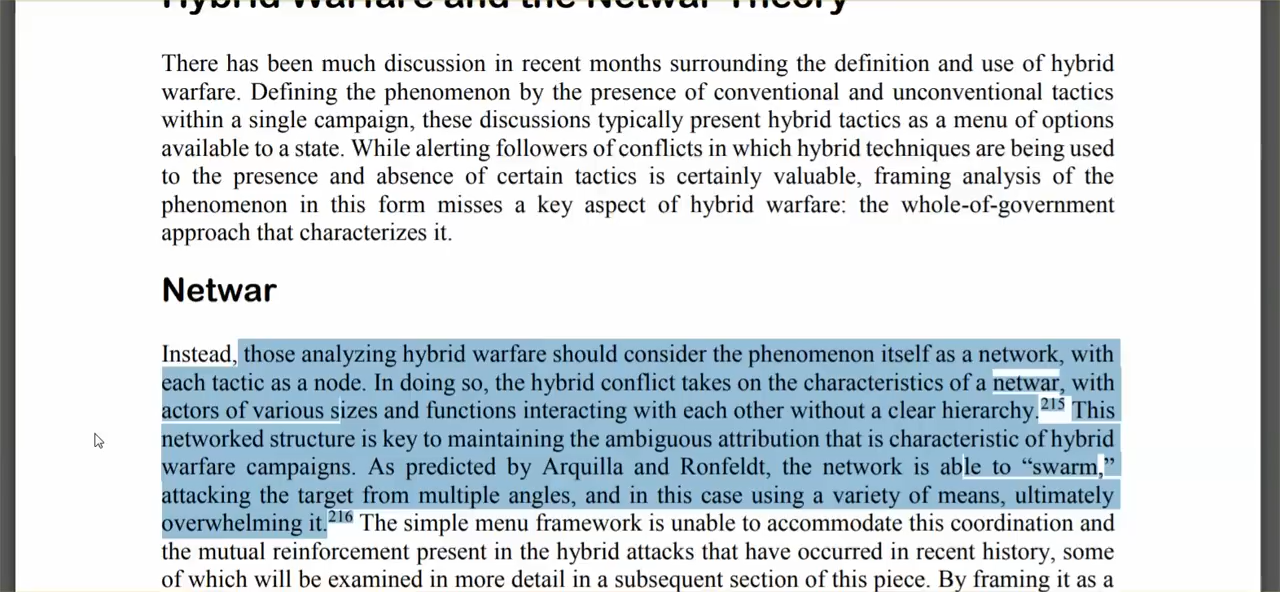 Hybrid Warfare and the Netwar Theory
There has been much discussion in recent months surrounding the definition and use of hybrid
warfare. Defining the phenomenon by the presence of conventional and unconventional tactics
within a single campaign, these discussions typically present hybrid tactics as a menu of options
available to a state. While alerting followers of conflicts in which hybrid techniques are being used
to the presence and absence of certain tactics is certainly valuable, framing analysis of the
phenomenon in this form misses a key aspect of hybrid warfare: the whole-of-government
approach that characterizes it.
Netwar
Instead, those analyzing hybrid warfare should consider the phenomenon itself as a network, with
each tactic as a node. In doing so, the hybrid conflict takes on the characteristics of a netwar, with
actors of various sizes and functions interacting with each other without a clear hierarchy.215 This
networked structure is key to maintaining the ambiguous attribution that is characteristic of hybrid
warfare campaigns. As predicted by Arquilla and Ronfeldt, the network is able to “swarm,”
attacking the target from multiple angles, and in this case using a variety of means, ultimately
overwhelming it.216 The simple menu framework is unable to accommodate this coordination and
the mutual reinforcement present in the hybrid attacks that have occurred in recent history, some
of which will be examined in more detail in a subsequent section of this piece. By framing it as a